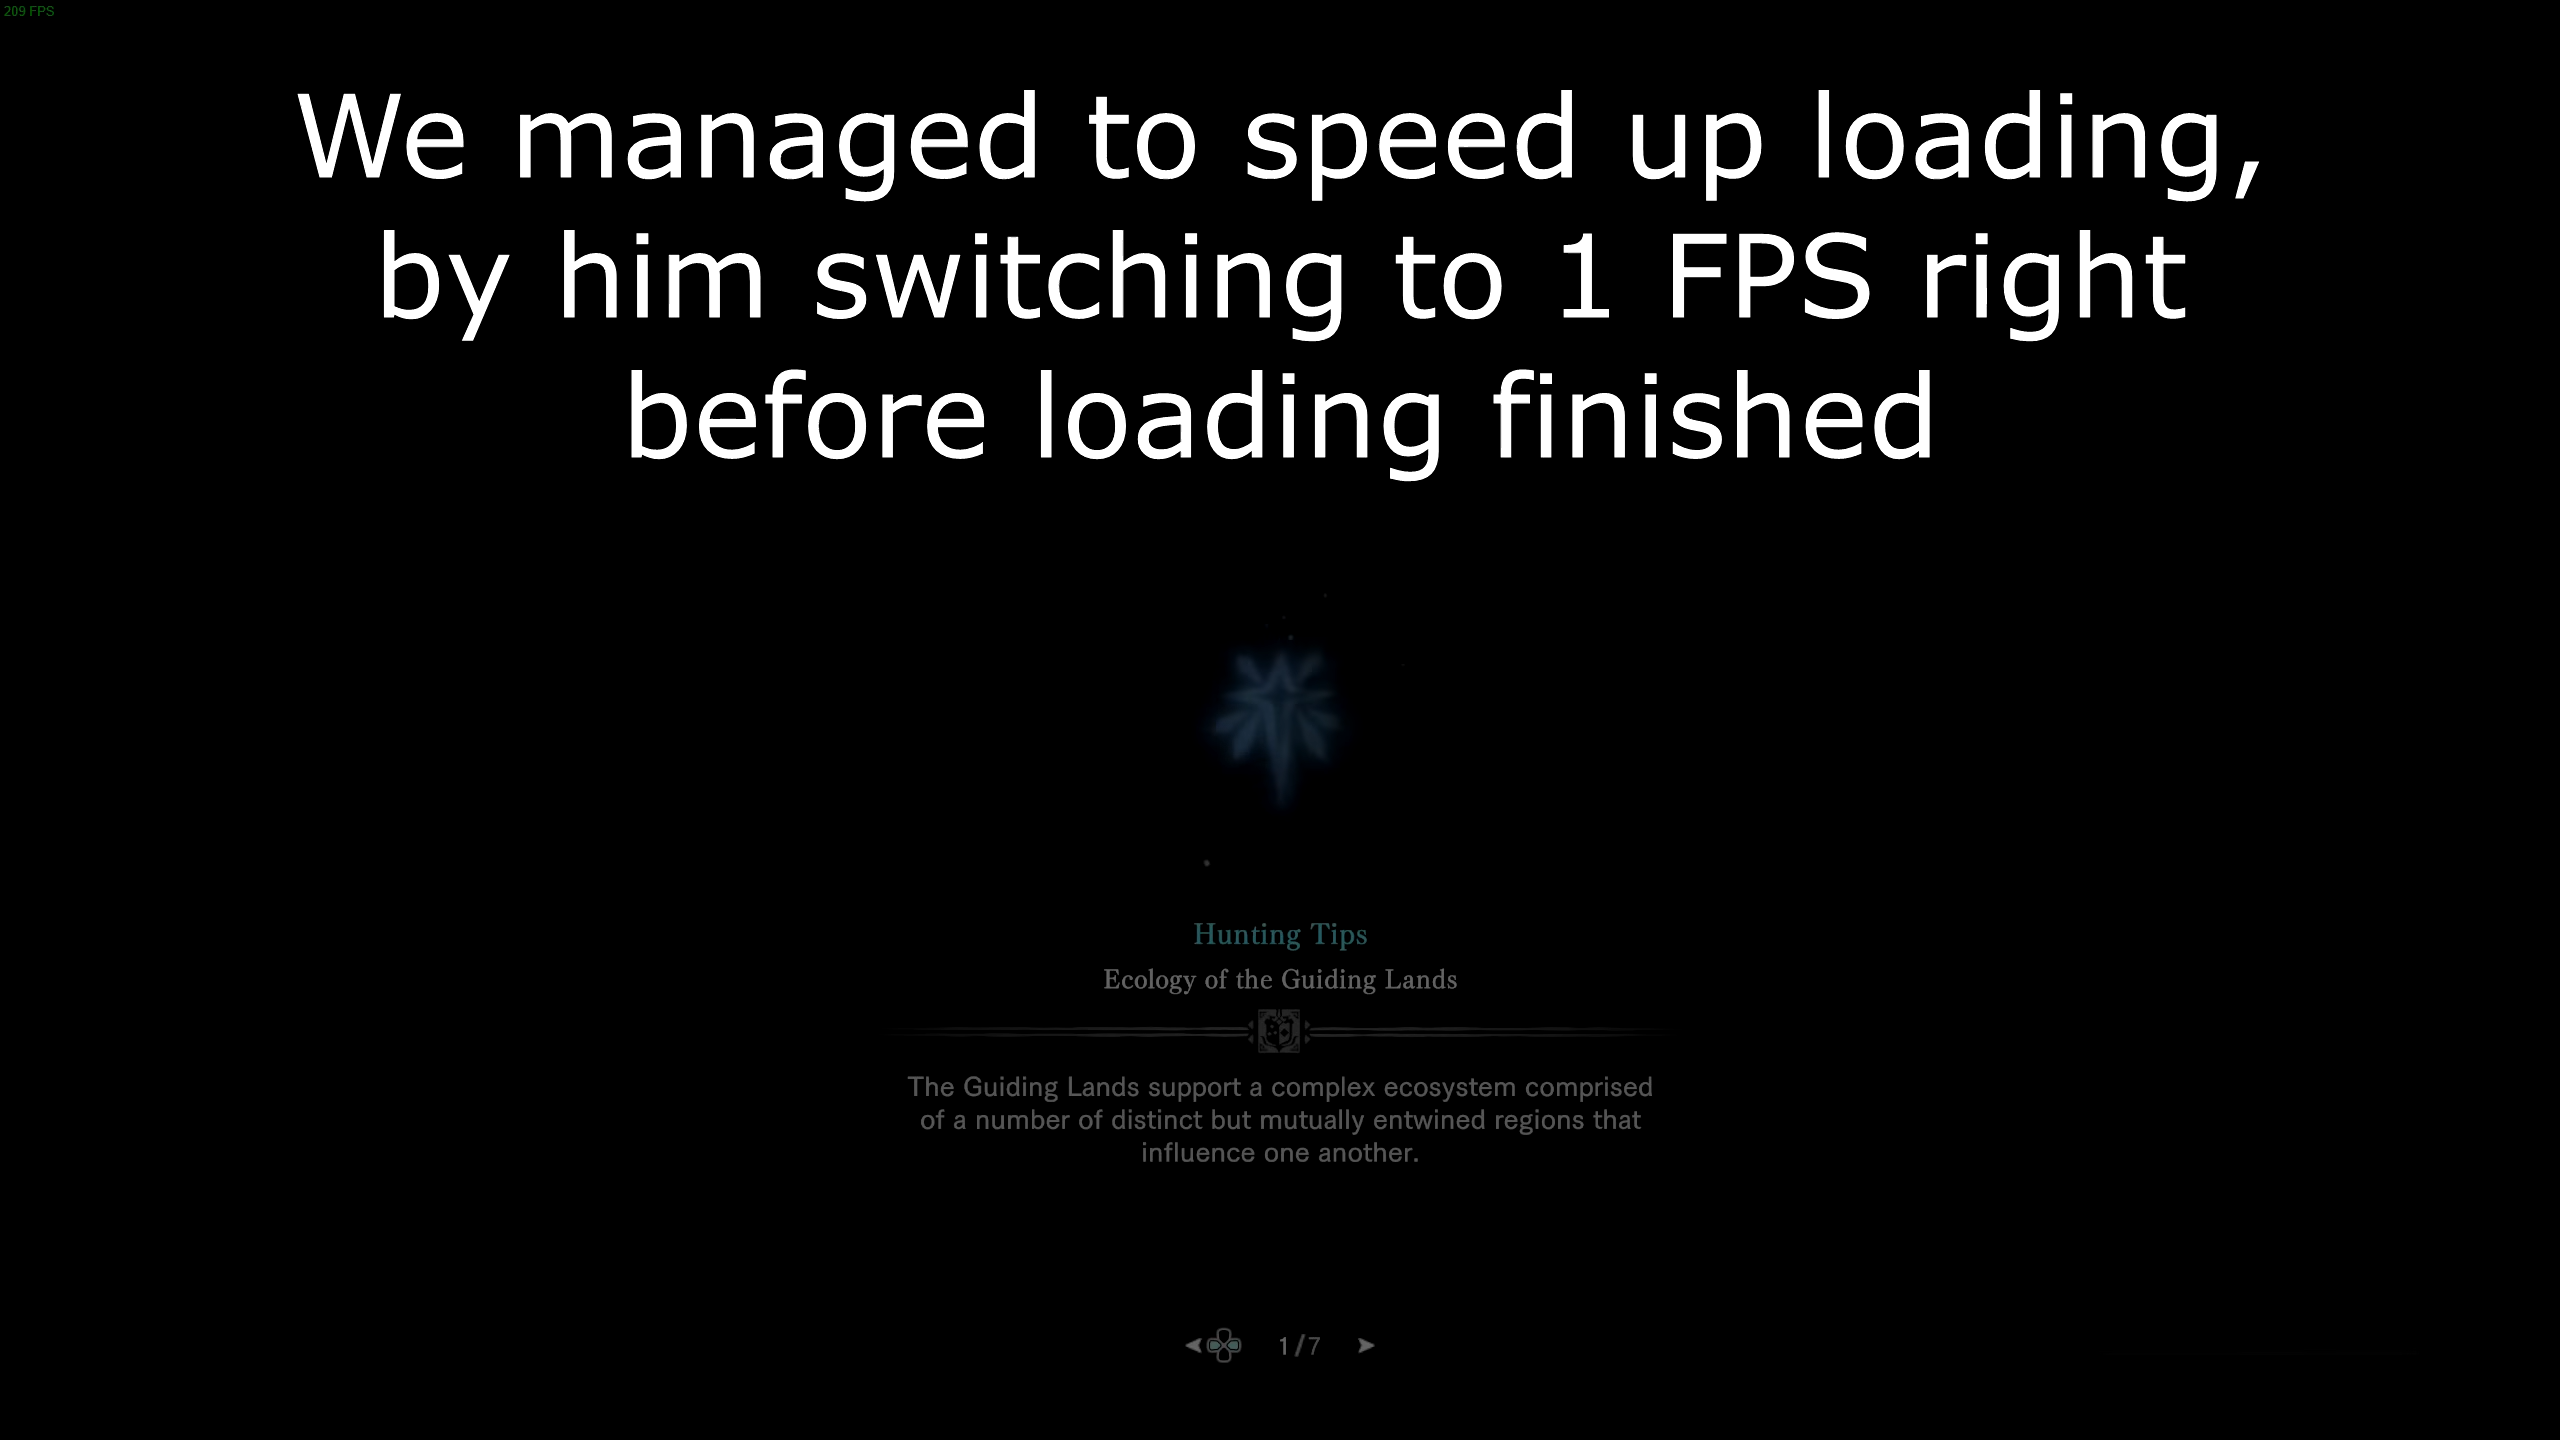 209 FPS
We managed to speed up loading,
by him switching to 1 FPS right
before loading finished
Hunting Tips
Ecology of the Guiding Lands
The Guiding Lands support a complex ecosystem comprised
of a number of distinct but mutually entwined regions that
influence one another.
1/7